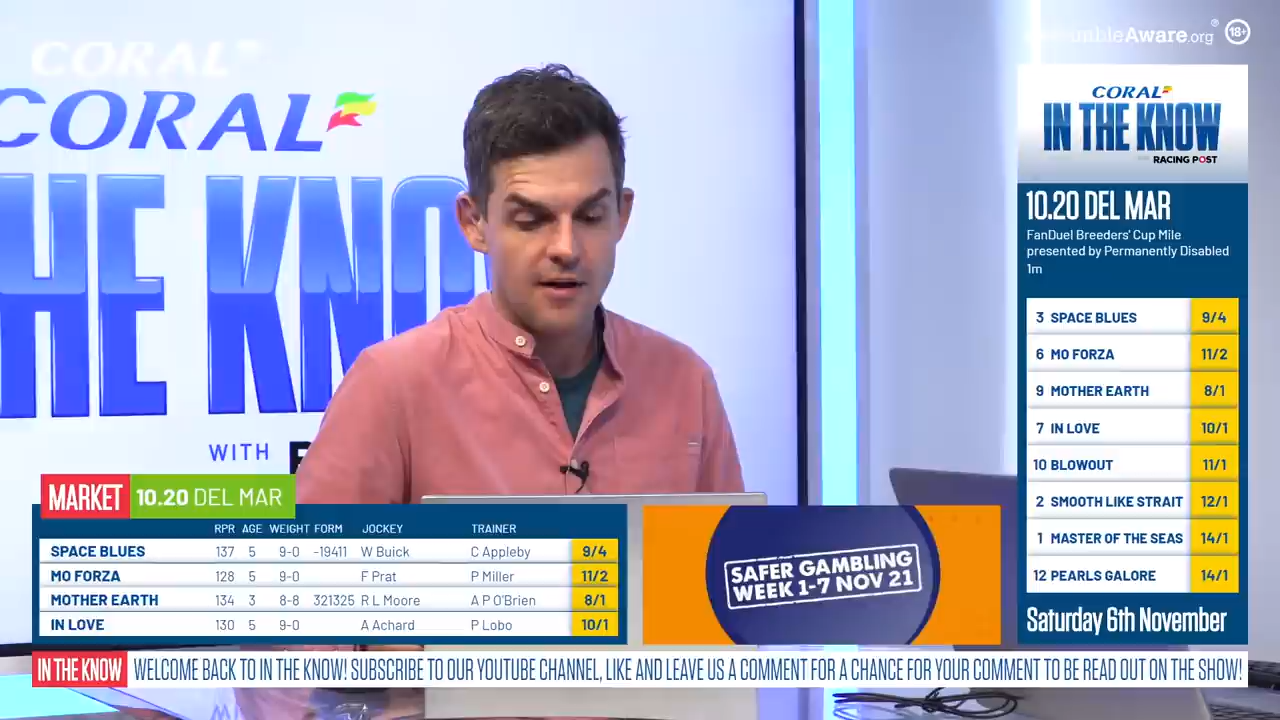 CORAL
CORAL
THE KNOW
WITH
bleAware.org® 18+
CORAL
IN THE KNOW
RACING POST
10.20 DEL MAR
FanDuel Breeders' Cup Mile
presented by Permanently Disabled
1m
3 SPACE BLUES 9/4
6 MO FORZA 11/2
9 MOTHER EARTH 8/1
7 IN LOVE 10/1
10 BLOWOUT 11/1
2 SMOOTH LIKE STRAIT 12/1
1 MASTER OF THE SEAS 14/1
12 PEARLS GALORE 14/1
Saturday 6th November
MARKET 10.20 DEL MAR
RPR AGE WEIGHT FORM JOCKEY TRAINER
SPACE BLUES 137 5 9-0 -19411 W Buick C Appleby 9/4
MO FORZA 128 5 9-0 F Prat P Miller 11/2
MOTHER EARTH 134 3 8-8 321325 R L Moore A P O'Brien 8/1
IN LOVE 130 5 9-0 A Achard P Lobo 10/1
SAFER GAMBLING
WEEK 1-7 NOV 21
IN THE KNOW WELCOME BACK TO IN THE KNOW! SUBSCRIBE TO OUR YOUTUBE CHANNEL, LIKE AND LEAVE US A COMMENT FOR A CHANCE FOR YOUR COMMENT TO BE READ OUT ON THE SHOW!